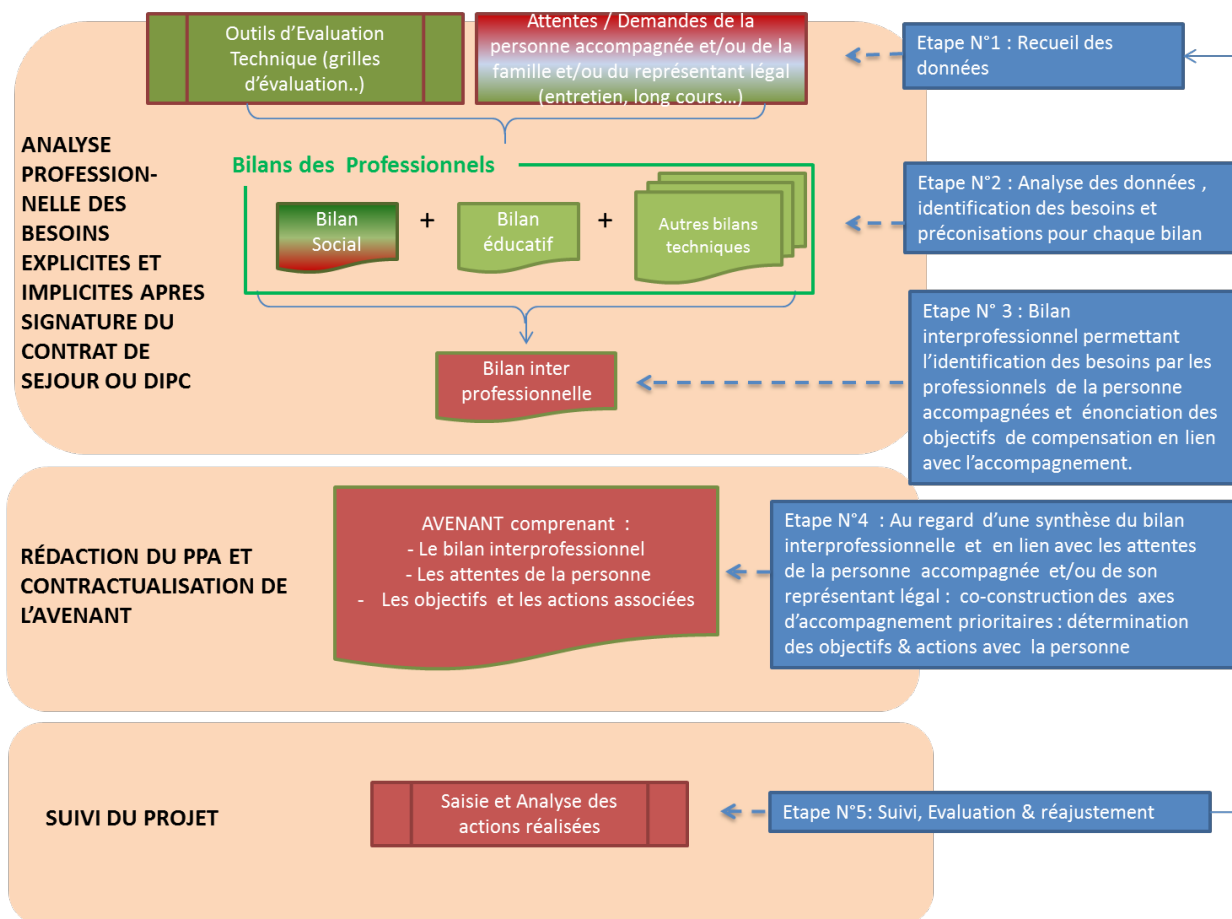 Outils d'Evaluation
Technique (grilles
d'évaluation..)
Attentes / Demandes de la
personne accompagnée et/ou de la
famille et/ou du représentant légal
(entretien, long cours...)
Etape N°1 : Recueil des
données
ANALYSE
PROFESSION-
NELLE DES
BESOINS
EXPLICITES ET
IMPLICITES APRES
SIGNATURE DU
CONTRAT DE
SEJOUR OU DIPC
Bilans des Professionnels
Bilan
Social
+
Bilan
éducatif
+
Autres bilans
techniques
Etape N°2 : Analyse des données ,
identification des besoins et
préconisations pour chaque bilan
Bilan inter
professionnelle
Etape N° 3 : Bilan
interprofessionnel permettant
l'identification des besoins par les
professionnels de la personne
accompagnées et énonciation des
objectifs de compensation en lien
avec l'accompagnement.
RÉDACTION DU PPA ET
CONTRACTUALISATION DE
L'AVENANT
AVENANT comprenant :
- Le bilan interprofessionnel
- Les attentes de la personne
- Les objectifs et les actions associées
Etape N°4 : Au regard d'une synthèse du bilan
interprofessionnelle et en lien avec les attentes
de la personne accompagnée et/ou de son
représentant légal : co-construction des axes
d'accompagnement prioritaires : détermination
des objectifs & actions avec la personne
SUIVI DU PROJET
Saisie et Analyse des
actions réalisées
Etape N°5: Suivi, Evaluation & réajustement